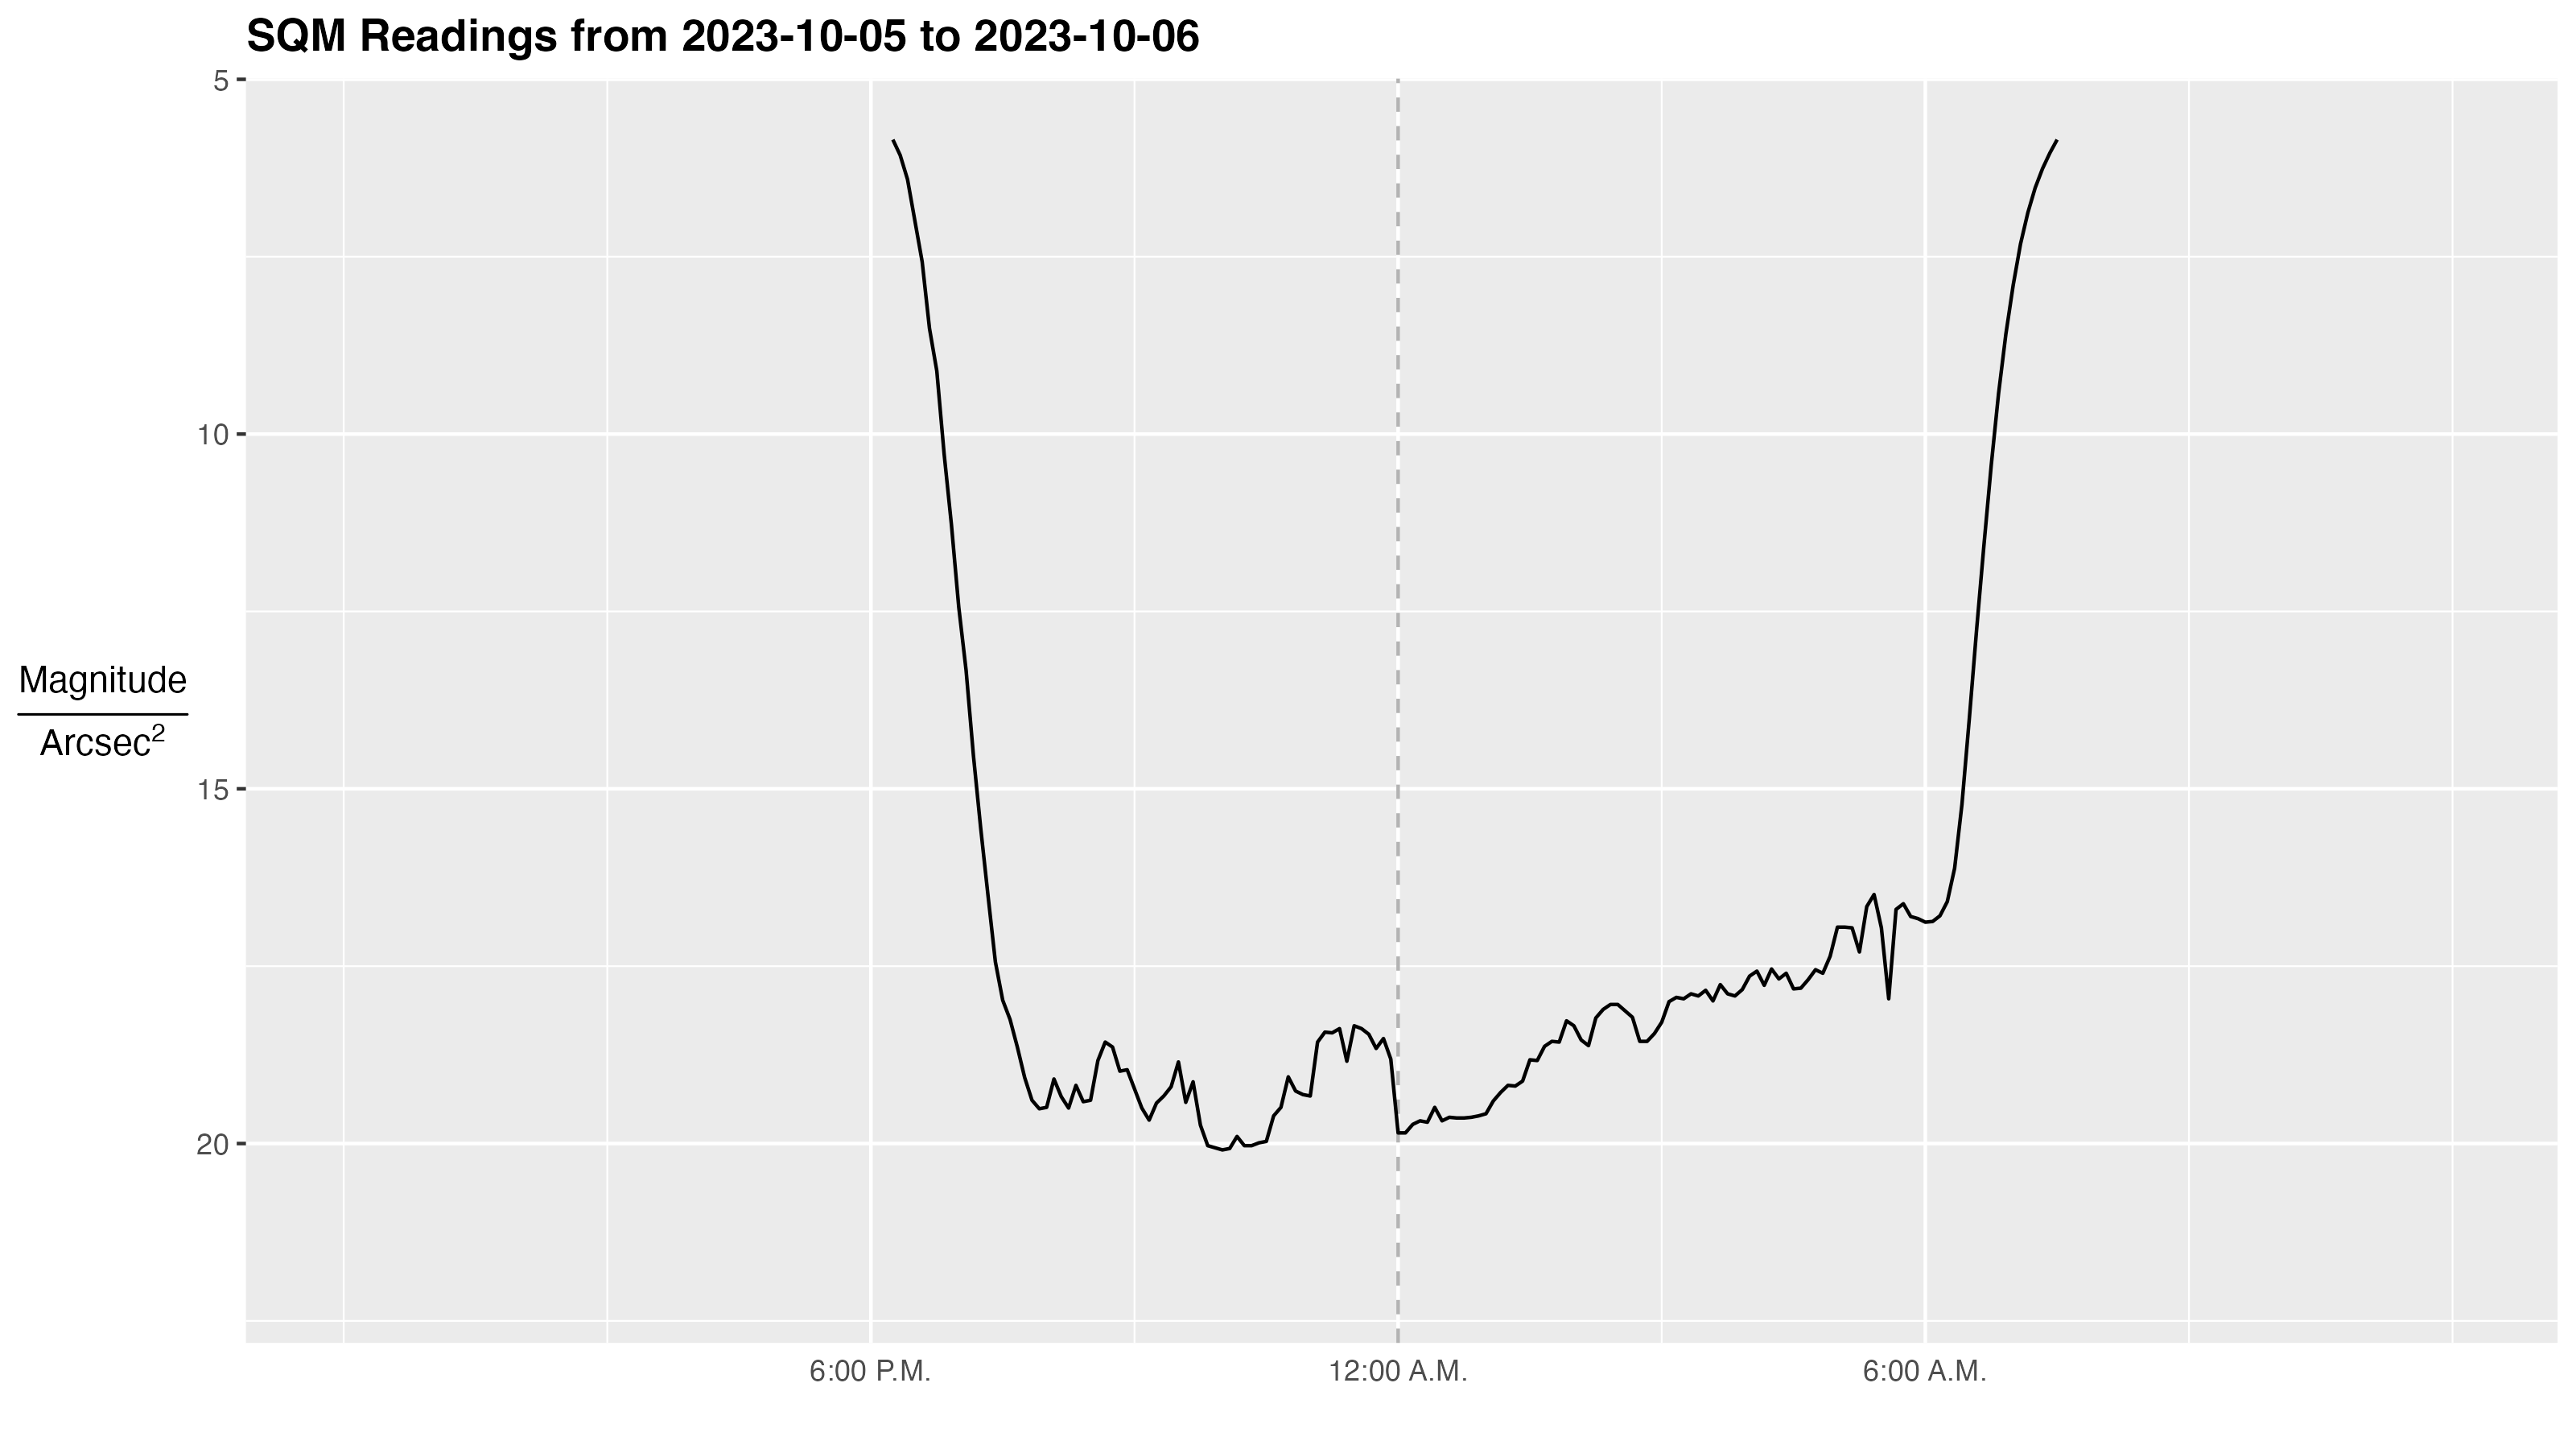 SQM Readings from 2023-10-05 to 2023-10-06
5
10
15
20
Magnitude
Arcsec²
6:00 P.M.
12:00 A.M.
6:00 A.M.